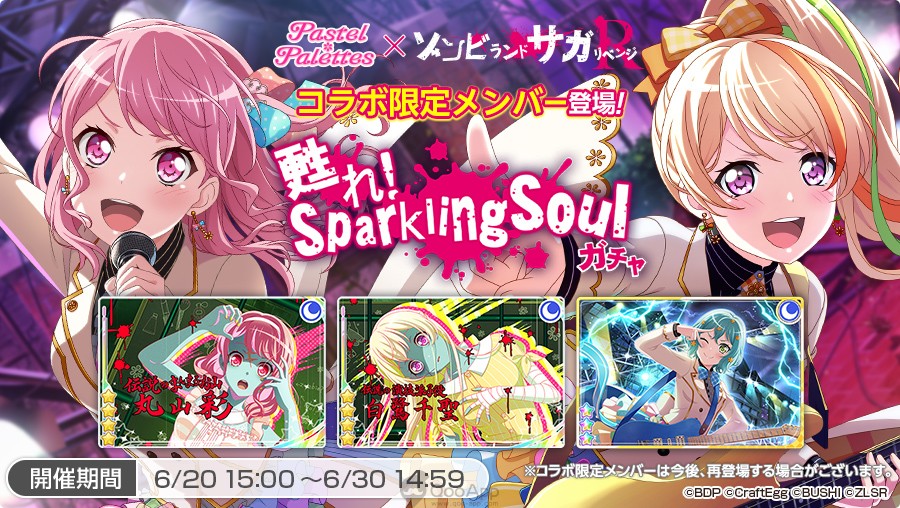 Pastel*Palettes × ゾンビランドサガリベンジ
コラボ限定メンバー登場!
甦れ!
SparklingSoul
ガチャ
丸山彩
白鷺千聖
開催期間 6/20 15:00 ~ 6/30 14:59
※コラボ限定メンバーは今後、再登場する場合がございます。
©BDP ©CraftEgg ©BUSHI ©ZLSR